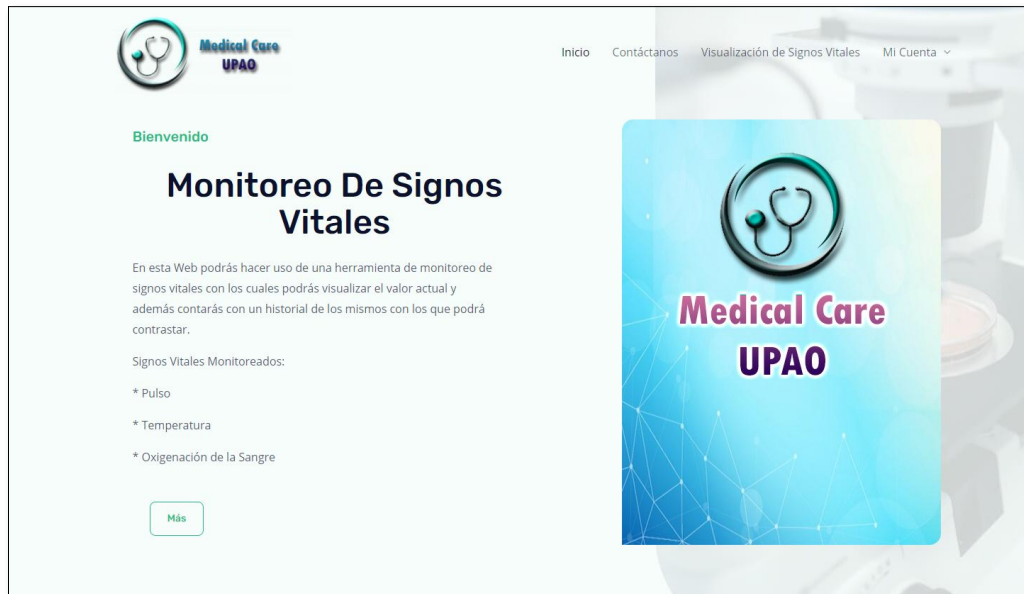 Medical Care
UPAO
Inicio Contáctanos Visualización de Signos Vitales Mi Cuenta
Bienvenido
Monitoreo De Signos
Vitales
En esta Web podrás hacer uso de una herramienta de monitoreo de
signos vitales con los cuales podrás visualizar el valor actual y
además contarás con un historial de los mismos con los que podrá
contrastar.
Signos Vitales Monitoreados:
* Pulso
* Temperatura
* Oxigenación de la Sangre
Más
Medical Care
UPAO